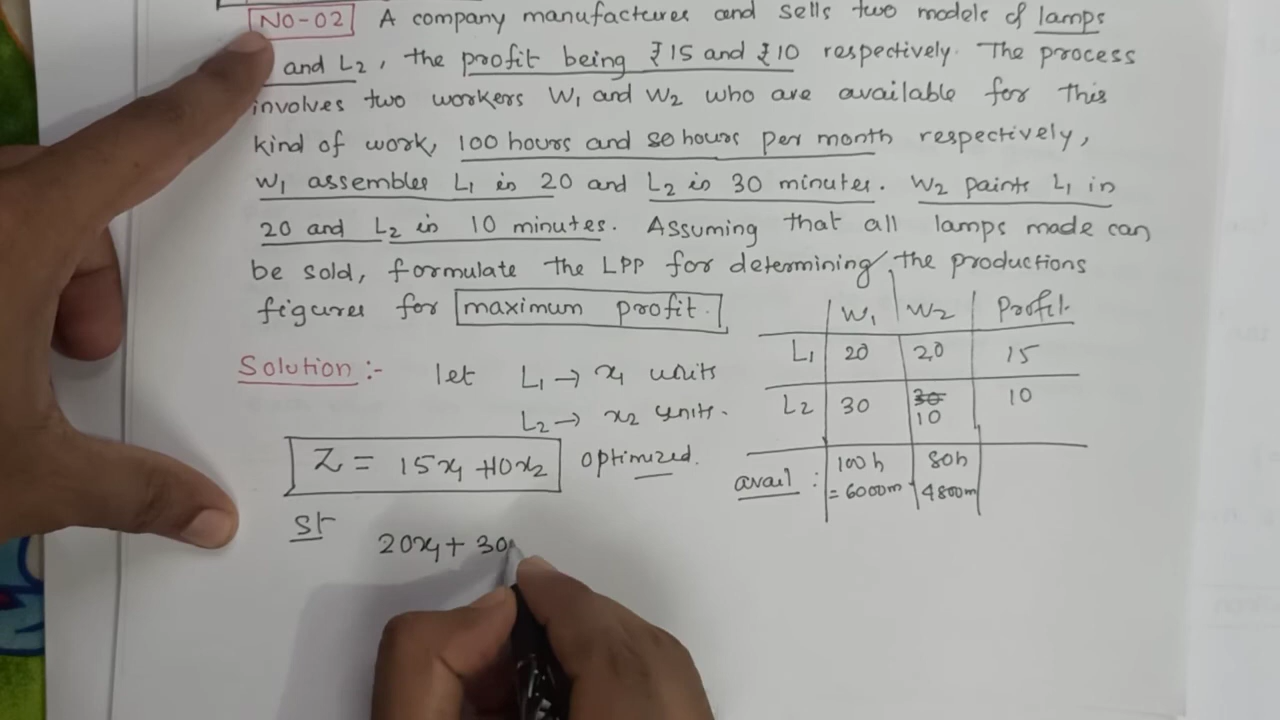 NO-02 A company manufactures and sells two models of lamps
and L2, the profit being ₹15 and ₹10 respectively. The process
involves two workers W1 and W2 who are available for this
kind of work, 100 hours and 80 hours per month respectively,
W1 assembles L1 in 20 and L2 in 30 minutes. W2 paints L1 in
20 and L2 in 10 minutes. Assuming that all lamps made can
be sold, formulate the LPP for determining the productions
figures for maximum profit.
W1 W2 Profit
L1 20 20 15
L2 30 30 10
10
avail : 100h 80h
= 6000m 4800m
Solution :- let L1 → x1 units
L2 → x2 units.
Z = 15x1 +10x2 optimized.
St
20x1 + 30